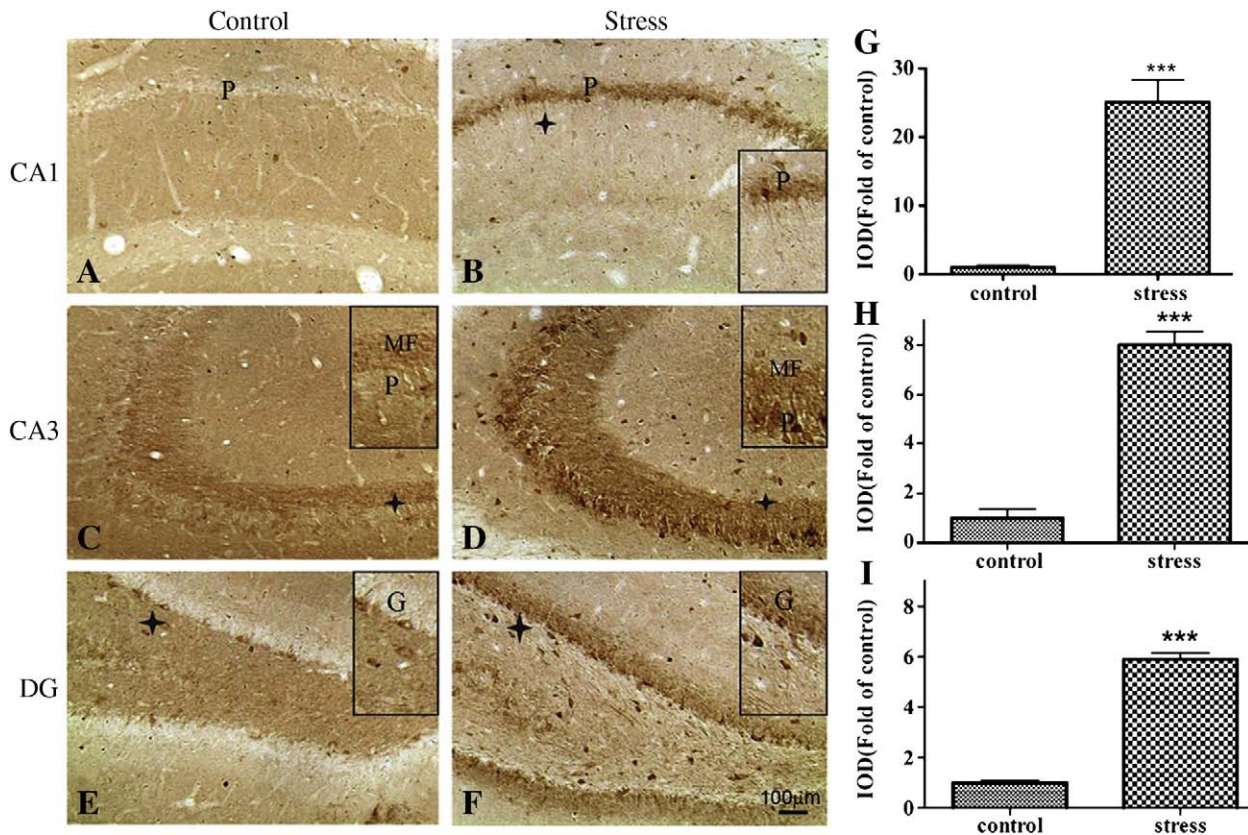 Control
Stress
CA1
P
A
P
P
B
CA3
MF
P
C
MF
P
D
DG
G
E
G
F
100μm
G
IOD(Fold of control)
30
20
10
0
***
control
stress
H
IOD(Fold of control)
8
6
4
2
0
***
control
stress
I
IOD(Fold of control)
8
6
4
2
0
***
control
stress